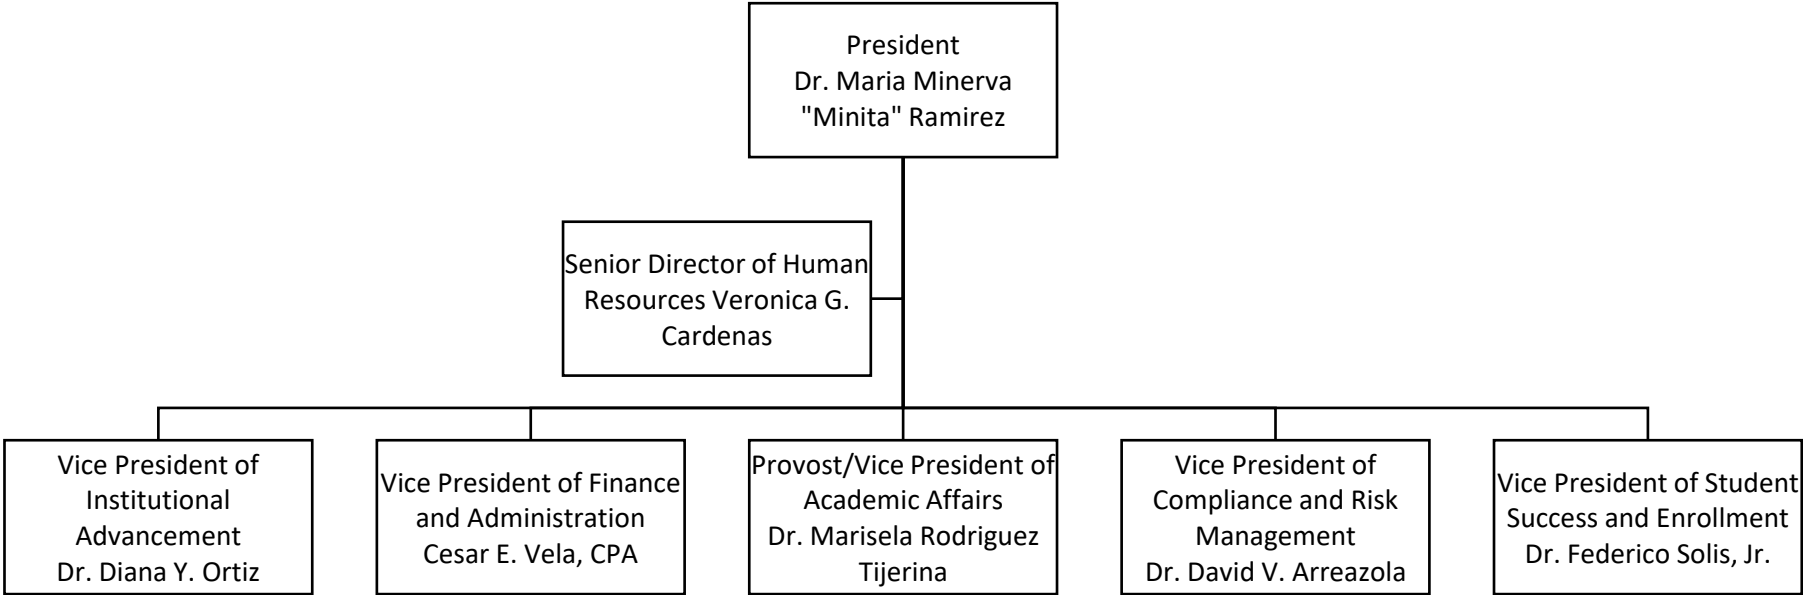 President
Dr. Maria Minerva
"Minita" Ramirez
Senior Director of Human
Resources Veronica G.
Cardenas
Vice President of
Institutional
Advancement
Dr. Diana Y. Ortiz
Vice President of Finance
and Administration
Cesar E. Vela, CPA
Provost/Vice President of
Academic Affairs
Dr. Marisela Rodriguez
Tijerina
Vice President of
Compliance and Risk
Management
Dr. David V. Arreazola
Vice President of Student
Success and Enrollment
Dr. Federico Solis, Jr.